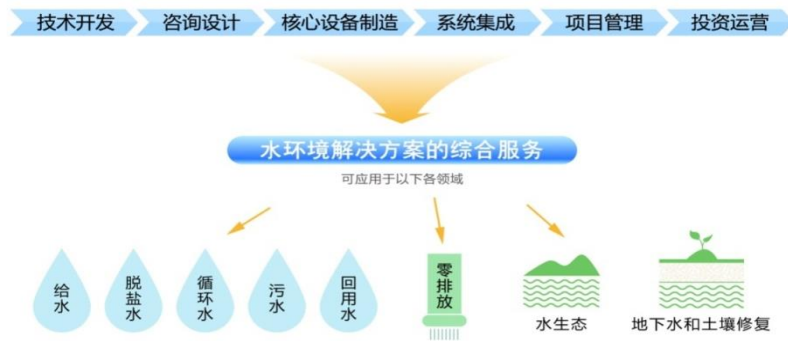 技术开发 咨询设计 核心设备制造 系统集成 项目管理 投资运营
水环境解决方案的综合服务
可应用于以下各领域
给水
脱盐水
循环水
污水
回用水
零排放
水生态
地下水和土壤修复